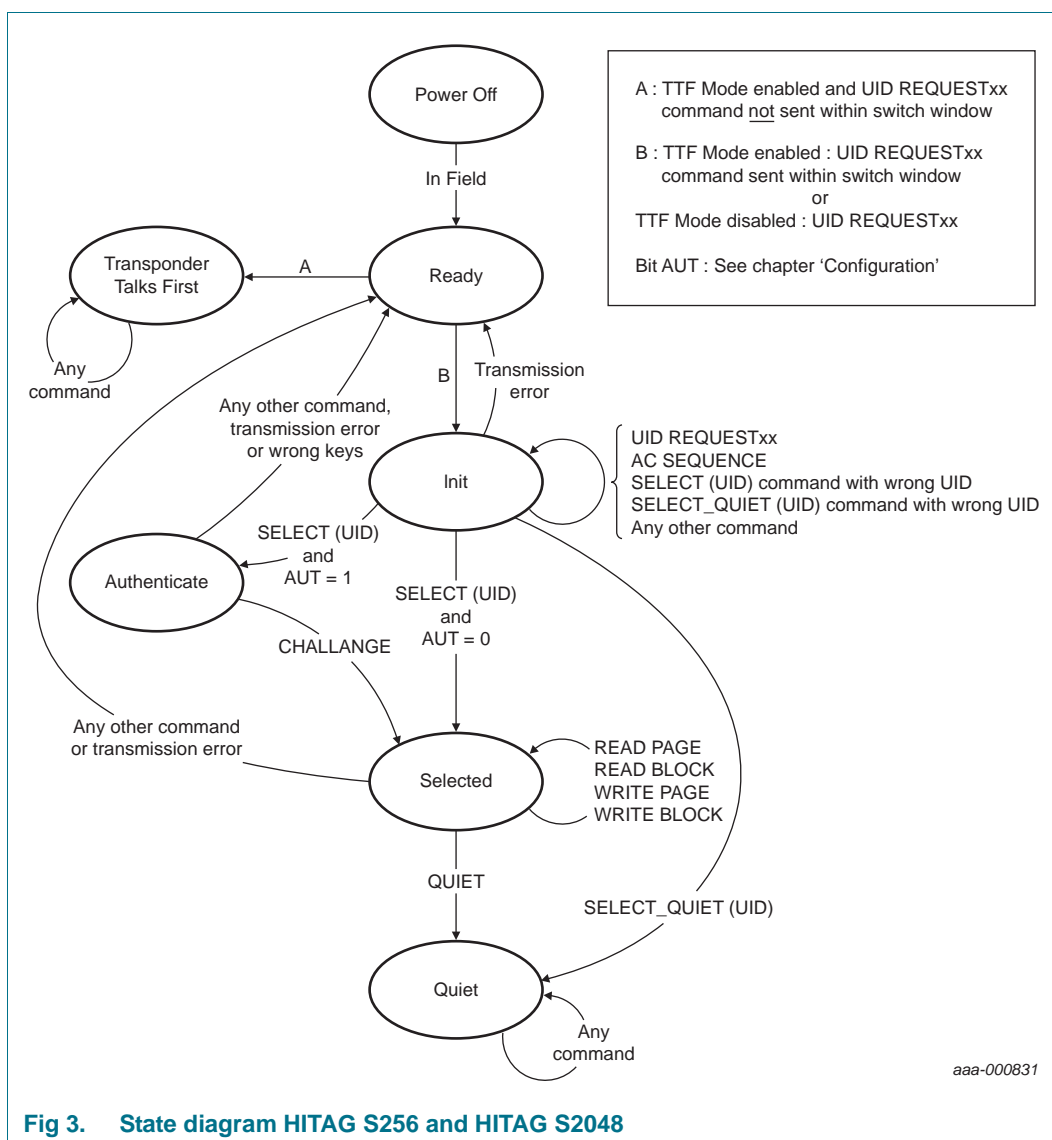 Power Off
In Field
A : TTF Mode enabled and UID REQUESTxx
command not sent within switch window
B : TTF Mode enabled : UID REQUESTxx
command sent within switch window
or
TTF Mode disabled : UID REQUESTxx
Bit AUT : See chapter 'Configuration'
Transponder
Talks First
A
Ready
Any
command
B
Transmission
error
Any other command,
transmission error
or wrong keys
Init
UID REQUESTxx
AC SEQUENCE
SELECT (UID) command with wrong UID
SELECT_QUIET (UID) command with wrong UID
Any other command
SELECT (UID)
and
AUT = 1
Authenticate
SELECT (UID)
and
AUT = 0
CHALLANGE
Any other command
or transmission error
Selected
READ PAGE
READ BLOCK
WRITE PAGE
WRITE BLOCK
QUIET
SELECT_QUIET (UID)
Quiet
Any
command
aaa-000831
Fig 3. State diagram HITAG S256 and HITAG S2048